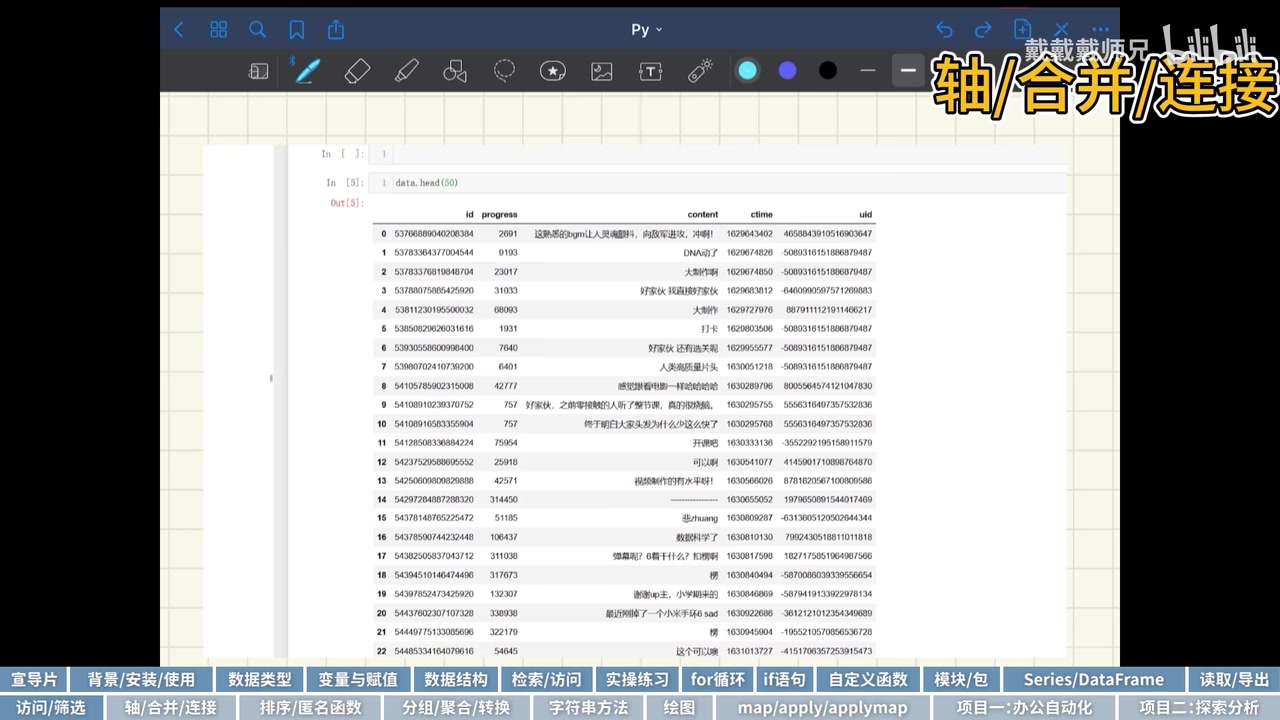 Py
戴戴戴师兄 bilibili
轴/合并/连接
In [ ]: 1
In [5]: 1 data.head(50)
Out[5]:
id progress content ctime uid
0 53766889040208384 2691 这熟悉的bgm让人灵魂颤抖，向敌军进攻，冲啊！ 1629643402 4658843910516903647
1 53783364377004544 9193 DNA动了 1629674826 -5089316151886879487
2 53783376819848704 23017 大制作啊 1629674850 -5089316151886879487
3 53788075865425920 31033 好家伙 我直接好家伙 1629683812 -6460990597571269883
4 53811230195500032 68093 大制作 1629727976 8879111121911466217
5 53850829626031616 1931 打卡 1629803506 -5089316151886879487
6 53930558600998400 7640 好家伙 还有选关呢 1629955577 -5089316151886879487
7 53980702410739200 6401 人类高质量片头 1630051218 -5089316151886879487
8 54105785902315008 42777 感觉跟看电影一样哈哈哈哈 1630289796 8005564574121047830
9 54108910239370752 757 好家伙，之前零接触的人听了整节课，真的很烧脑。 1630295755 5556316497357532836
10 54108916583355904 757 终于明白大家头发为什么少这么快了 1630295768 5556316497357532836
11 54128508336884224 75954 开课吧 1630333136 -3552292195158911579
12 54237529588695552 25918 可以啊 1630541077 4145901710898764870
13 54250609809829888 42571 视频制作的有水平呀！ 1630566026 8781620567100809586
14 54297284887288320 314450 ----------------- 1630655052 1979650891544017469
15 54378148765225472 51185 悲zhuang 1630809287 -6313605120502644344
16 54378590744232448 106437 数据科学了 1630810130 7992430518811011818
17 54382505837043712 311038 弹幕呢？6着干什么？扣楞啊 1630817598 1827175851964987566
18 54394510146474496 317673 楞 1630840494 -5870086039339556654
19 54397852473425920 132307 谢谢up主，小学期来的 1630846869 -5879419133922978134
20 54437602307107328 338938 最近刚掉了一个小米手环6 sad 1630922686 -3612121012354349689
21 54449775133085696 322179 楞 1630945904 -1955210570856536728
22 54485334164079616 54645 这个可以噢 1631013727 -4151706357253915473
宣导片 背景/安装/使用 数据类型 变量与赋值 数据结构 检索/访问 实操练习 for循环 if语句 自定义函数 模块/包 Series/DataFrame 读取/导出
访问/筛选 轴/合并/连接 排序/匿名函数 分组/聚合/转换 字符串方法 绘图 map/apply/applymap 项目一:办公自动化 项目二:探索分析